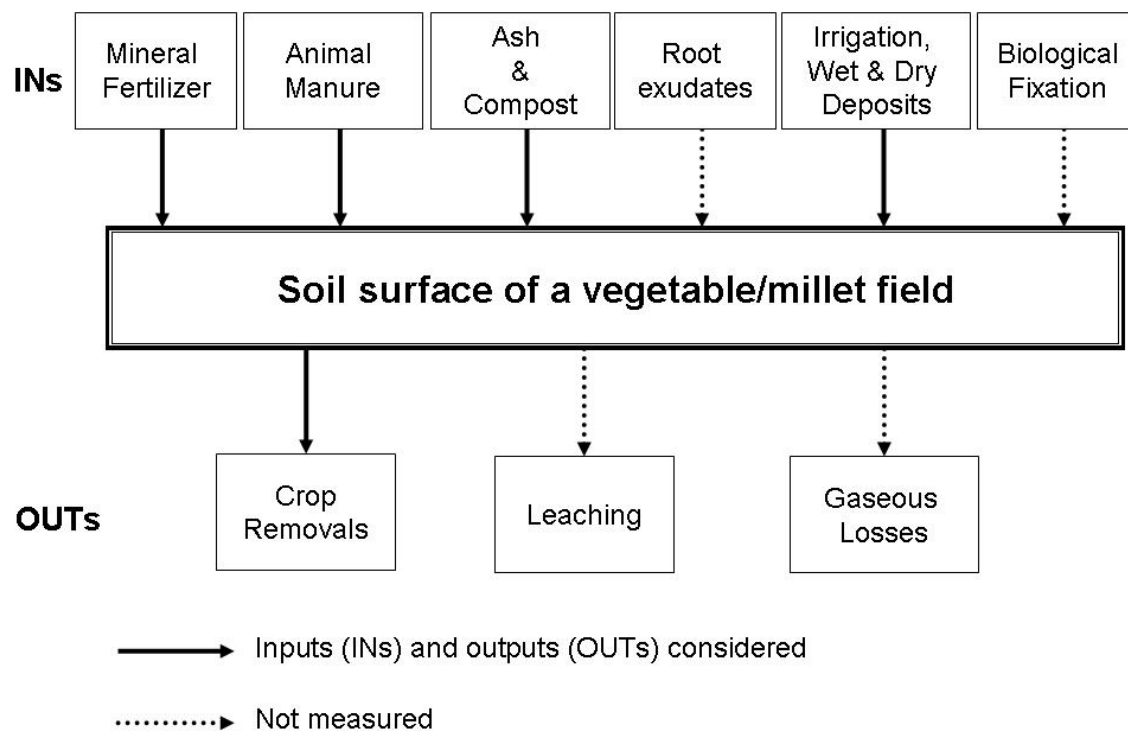 INs
Mineral
Fertilizer
Animal
Manure
Ash
&
Compost
Root
exudates
Irrigation,
Wet & Dry
Deposits
Biological
Fixation
Soil surface of a vegetable/millet field
OUTs
Crop
Removals
Leaching
Gaseous
Losses
Inputs (INs) and outputs (OUTs) considered
Not measured